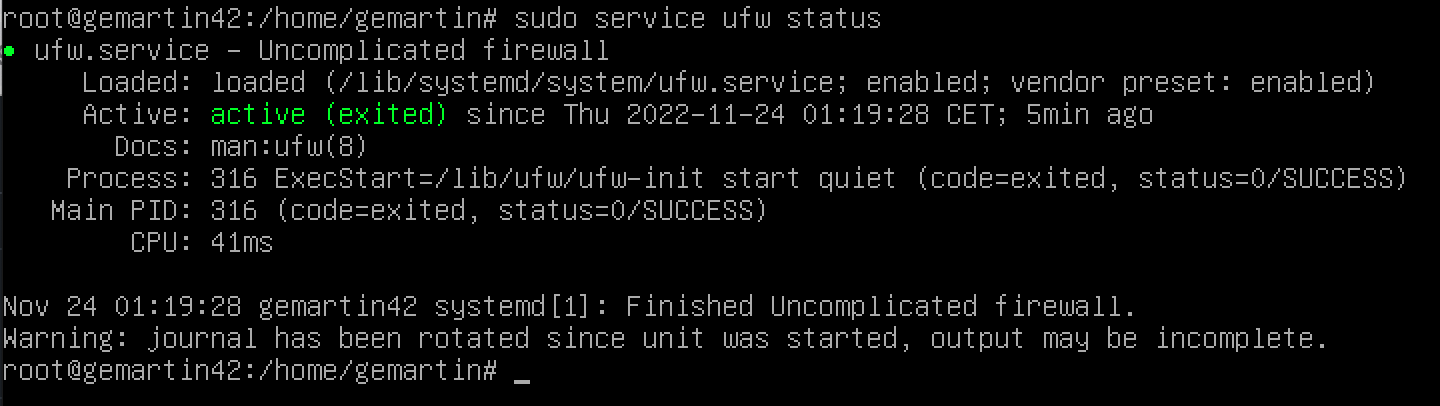 root@gemartin42:/home/gemartin# sudo service ufw status
● ufw.service – Uncomplicated firewall
     Loaded: loaded (/lib/systemd/system/ufw.service; enabled; vendor preset: enabled)
     Active: active (exited) since Thu 2022-11-24 01:19:28 CET; 5min ago
       Docs: man:ufw(8)
    Process: 316 ExecStart=/lib/ufw/ufw-init start quiet (code=exited, status=0/SUCCESS)
   Main PID: 316 (code=exited, status=0/SUCCESS)
        CPU: 41ms

Nov 24 01:19:28 gemartin42 systemd[1]: Finished Uncomplicated firewall.
Warning: journal has been rotated since unit was started, output may be incomplete.
root@gemartin42:/home/gemartin# _